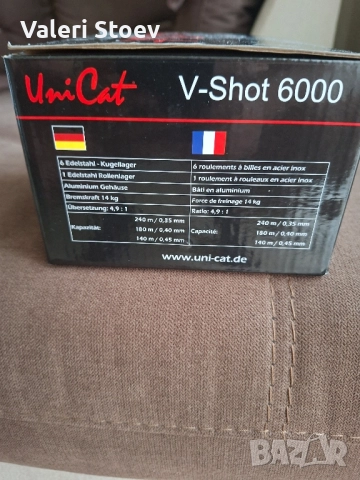 Valeri Stoev
UniCat
V-Shot 6000
6 Edelstahl - Kugellager
1 Edelstahl Rollenlager
Aluminium Gehäuse
Bremskraft 14 kg
Übersetzung: 4,9 : 1
Kapazität:
240 m / 0,35 mm
180 m / 0,40 mm
140 m / 0,45 mm
6 roulements à billes en acier inox
1 roulement à rouleaux en acier inox.
Bâti en aluminium
Force de freinage 14 kg
Ratio: 4,9 : 1
Capacité:
240 m / 0,35 mm
180 m / 0,40 mm
140 m / 0,45 mm
www.uni-cat.de
BAZAR